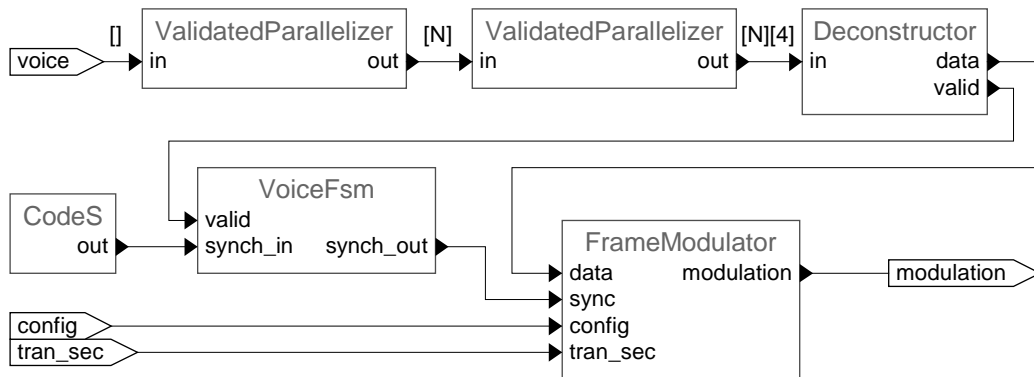 []
ValidatedParallelizer
[N]
ValidatedParallelizer
[N][4]
Deconstructor
voice
in
out
in
out
in
data
valid
VoiceFsm
CodeS
valid
out
synch_in
synch_out
FrameModulator
data
modulation
modulation
sync
config
config
tran_sec
tran_sec